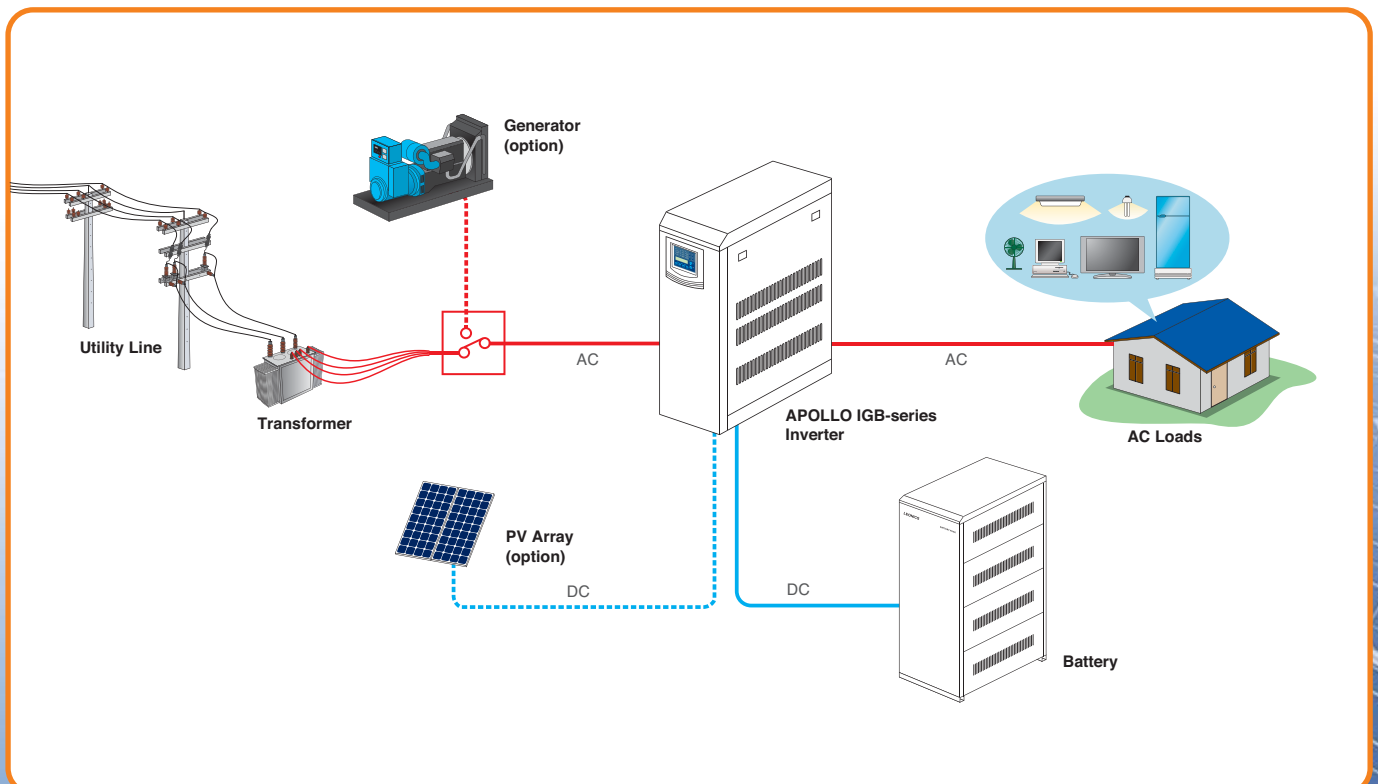 Generator
(option)
Utility Line
Transformer
AC
AC
APOLLO IGB-series
Inverter
AC Loads
PV Array
(option)
DC
DC
LEONICS
Battery